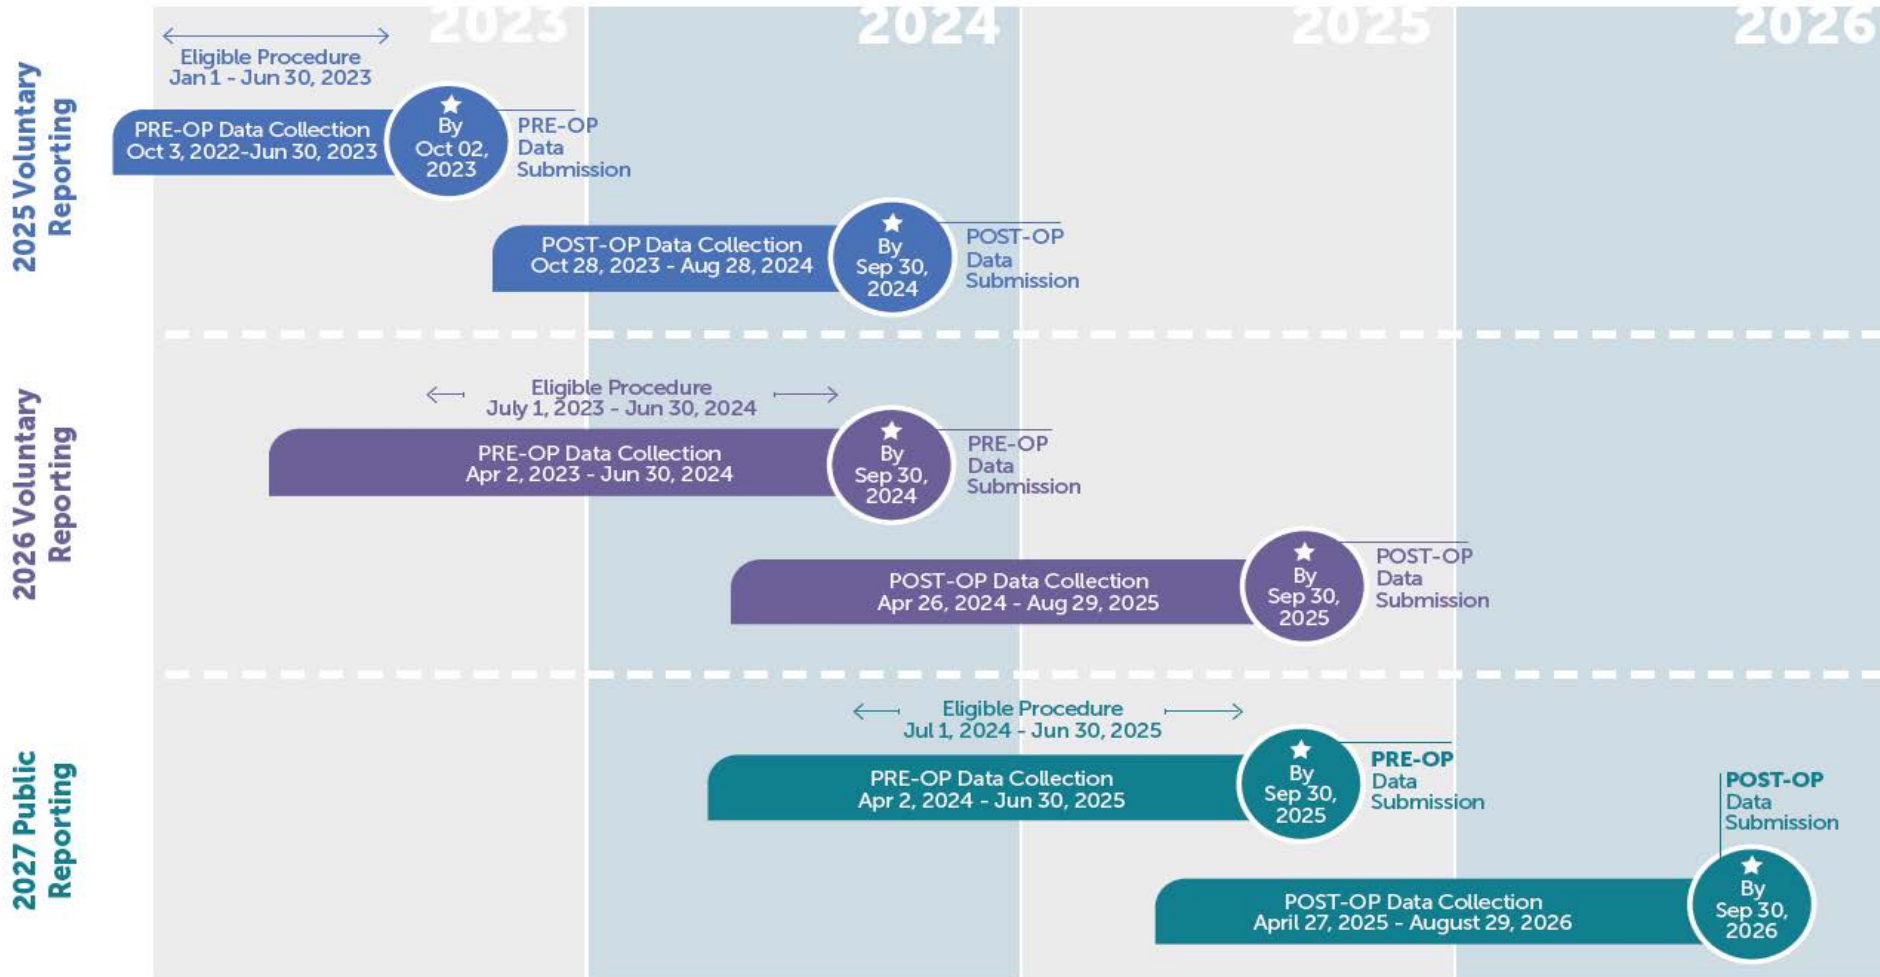 2023
2024
2025
2026
2025 Voluntary
Reporting
Eligible Procedure
Jan 1 - Jun 30, 2023
PRE-OP Data Collection
Oct 3, 2022-Jun 30, 2023
By
Oct 02,
2023
PRE-OP
Data
Submission
POST-OP Data Collection
Oct 28, 2023 - Aug 28, 2024
By
Sep 30,
2024
POST-OP
Data
Submission
2026 Voluntary
Reporting
Eligible Procedure
July 1, 2023 - Jun 30, 2024
PRE-OP Data Collection
Apr 2, 2023 - Jun 30, 2024
By
Sep 30,
2024
PRE-OP
Data
Submission
POST-OP Data Collection
Apr 26, 2024 - Aug 29, 2025
By
Sep 30,
2025
POST-OP
Data
Submission
2027 Public
Reporting
Eligible Procedure
Jul 1, 2024 - Jun 30, 2025
PRE-OP Data Collection
Apr 2, 2024 - Jun 30, 2025
By
Sep 30,
2025
PRE-OP
Data
Submission
POST-OP Data Collection
April 27, 2025 - August 29, 2026
By
Sep 30,
2026
POST-OP
Data
Submission